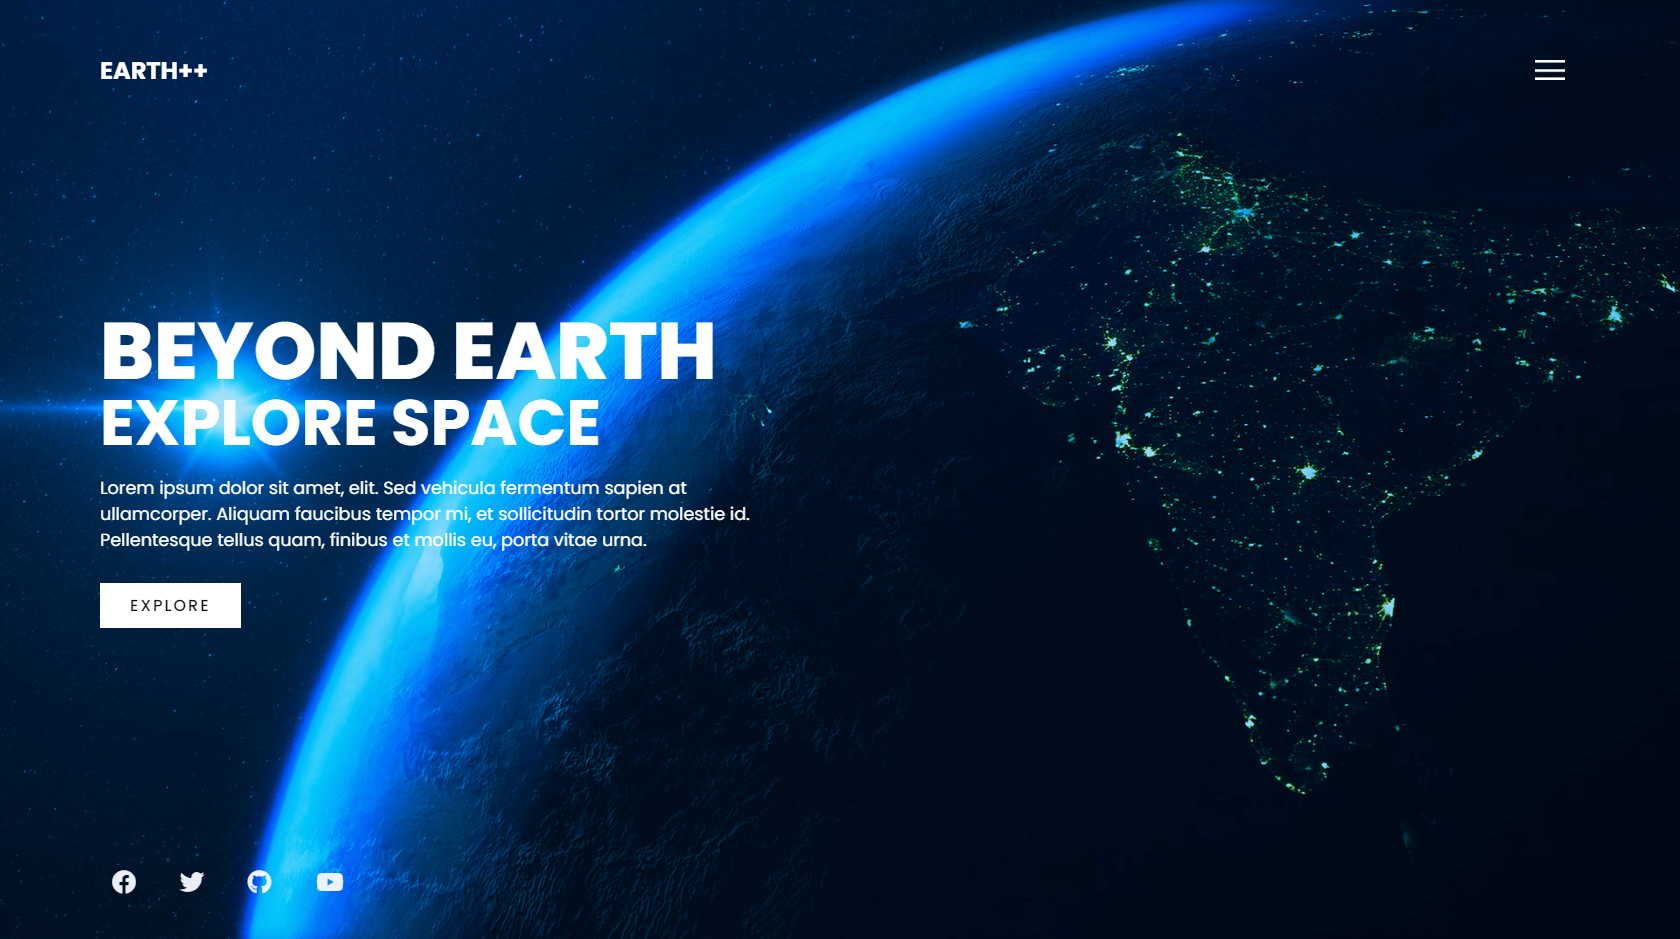 EARTH++
BEYOND EARTH
EXPLORE SPACE
Lorem ipsum dolor sit amet, elit. Sed vehicula fermentum sapien at
ullamcorper. Aliquam faucibus tempor mi, et sollicitudin tortor molestie id.
Pellentesque tellus quam, finibus et mollis eu, porta vitae urna.
EXPLORE